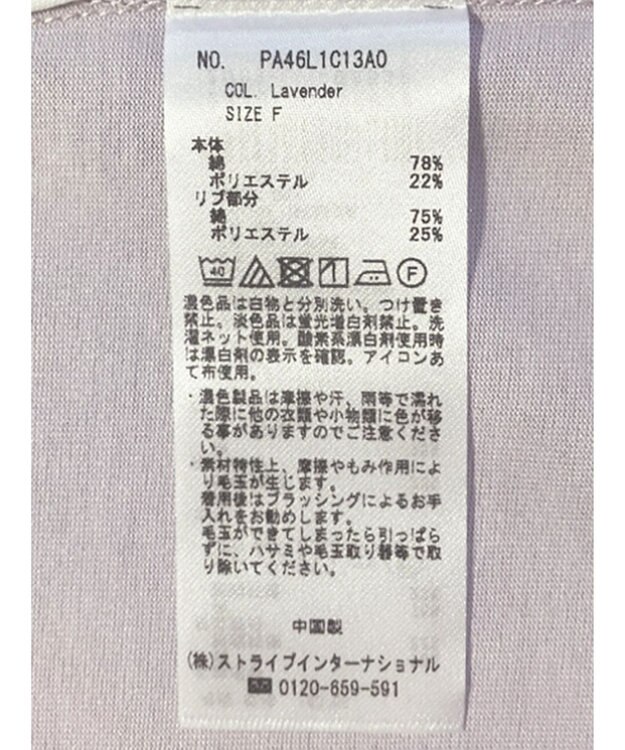 NO. PA46L1C13A0
COL. Lavender
SIZE F
本体
綿 78%
ポリエステル 22%
リブ部分
綿 75%
ポリエステル 25%
40 F
濃色品は白物と分別洗い。つけ置き
禁止。淡色品は蛍光増白剤禁止。洗
濯ネット使用。酸素系漂白剤使用時
は漂白剤の表示を確認。アイコンあ
て布使用。
・濃色製品は摩擦や汗、雨等で濡れ
た際に他の衣類や小物類に色が移
る事がありますのでご注意くださ
い。
・素材特性上、摩擦やもみ作用によ
り毛玉が生じます。
着用後はブラッシングによるお手
入れをお勧めします。
毛玉ができてしまったら引っぱら
ずに、ハサミや毛玉取り器等で取
り除いてください。
中国製
(株)ストライプインターナショナル
0120-659-591